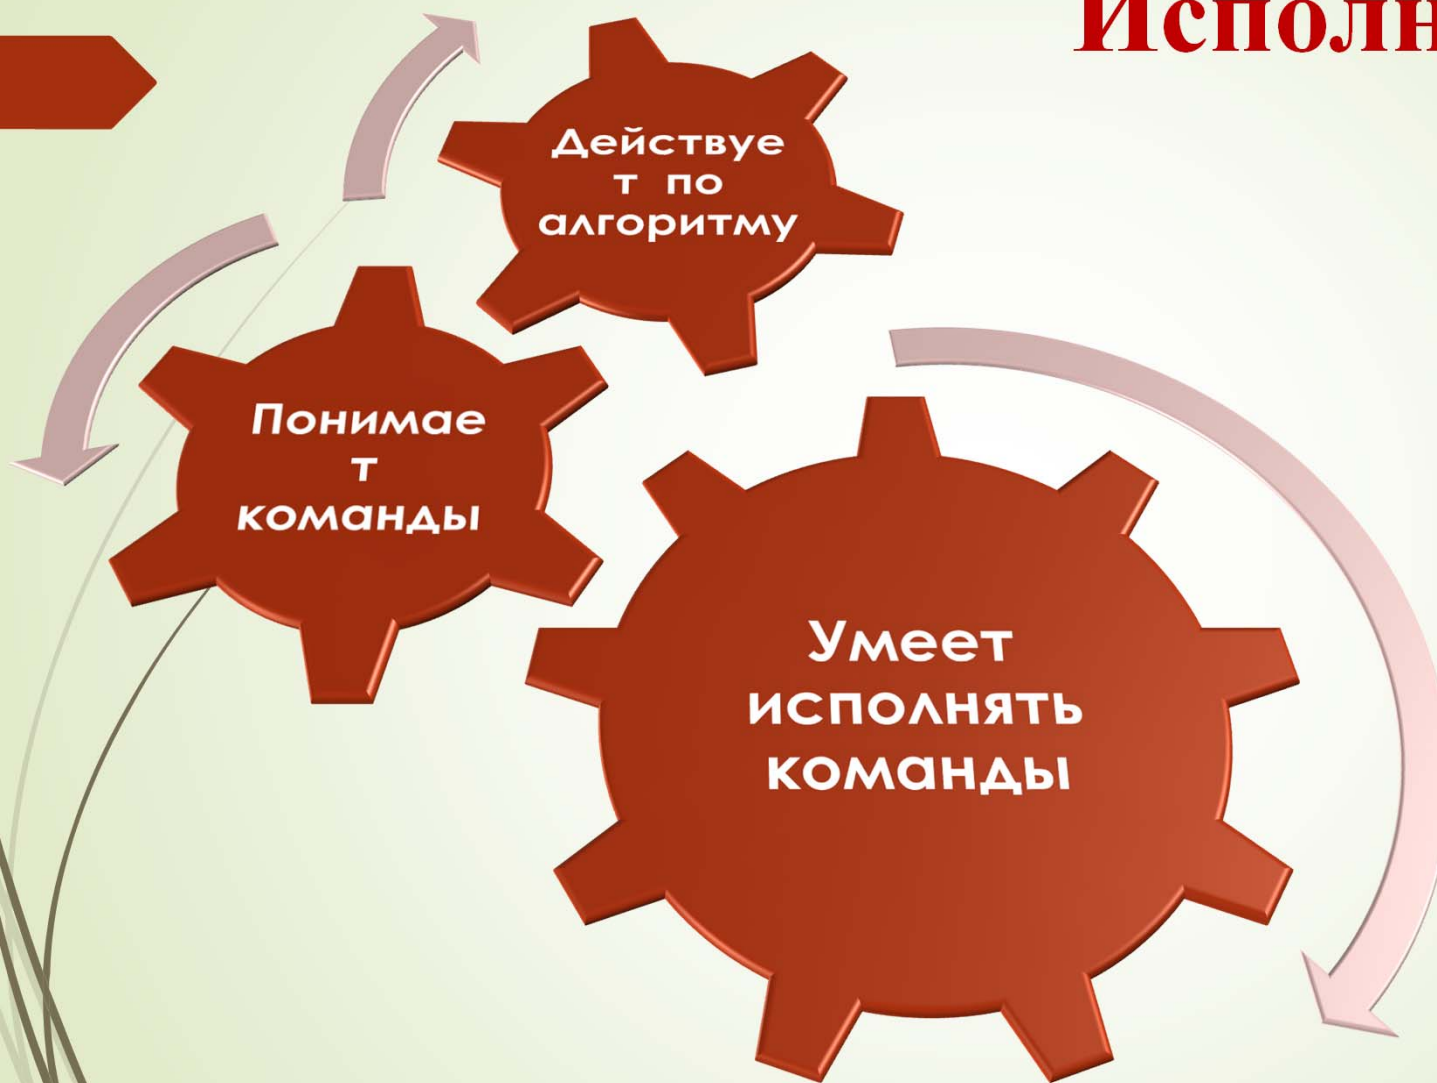 Исполн
Действуе
т по
алгоритму
Понимае
т
команды
Умеет
исполнять
команды